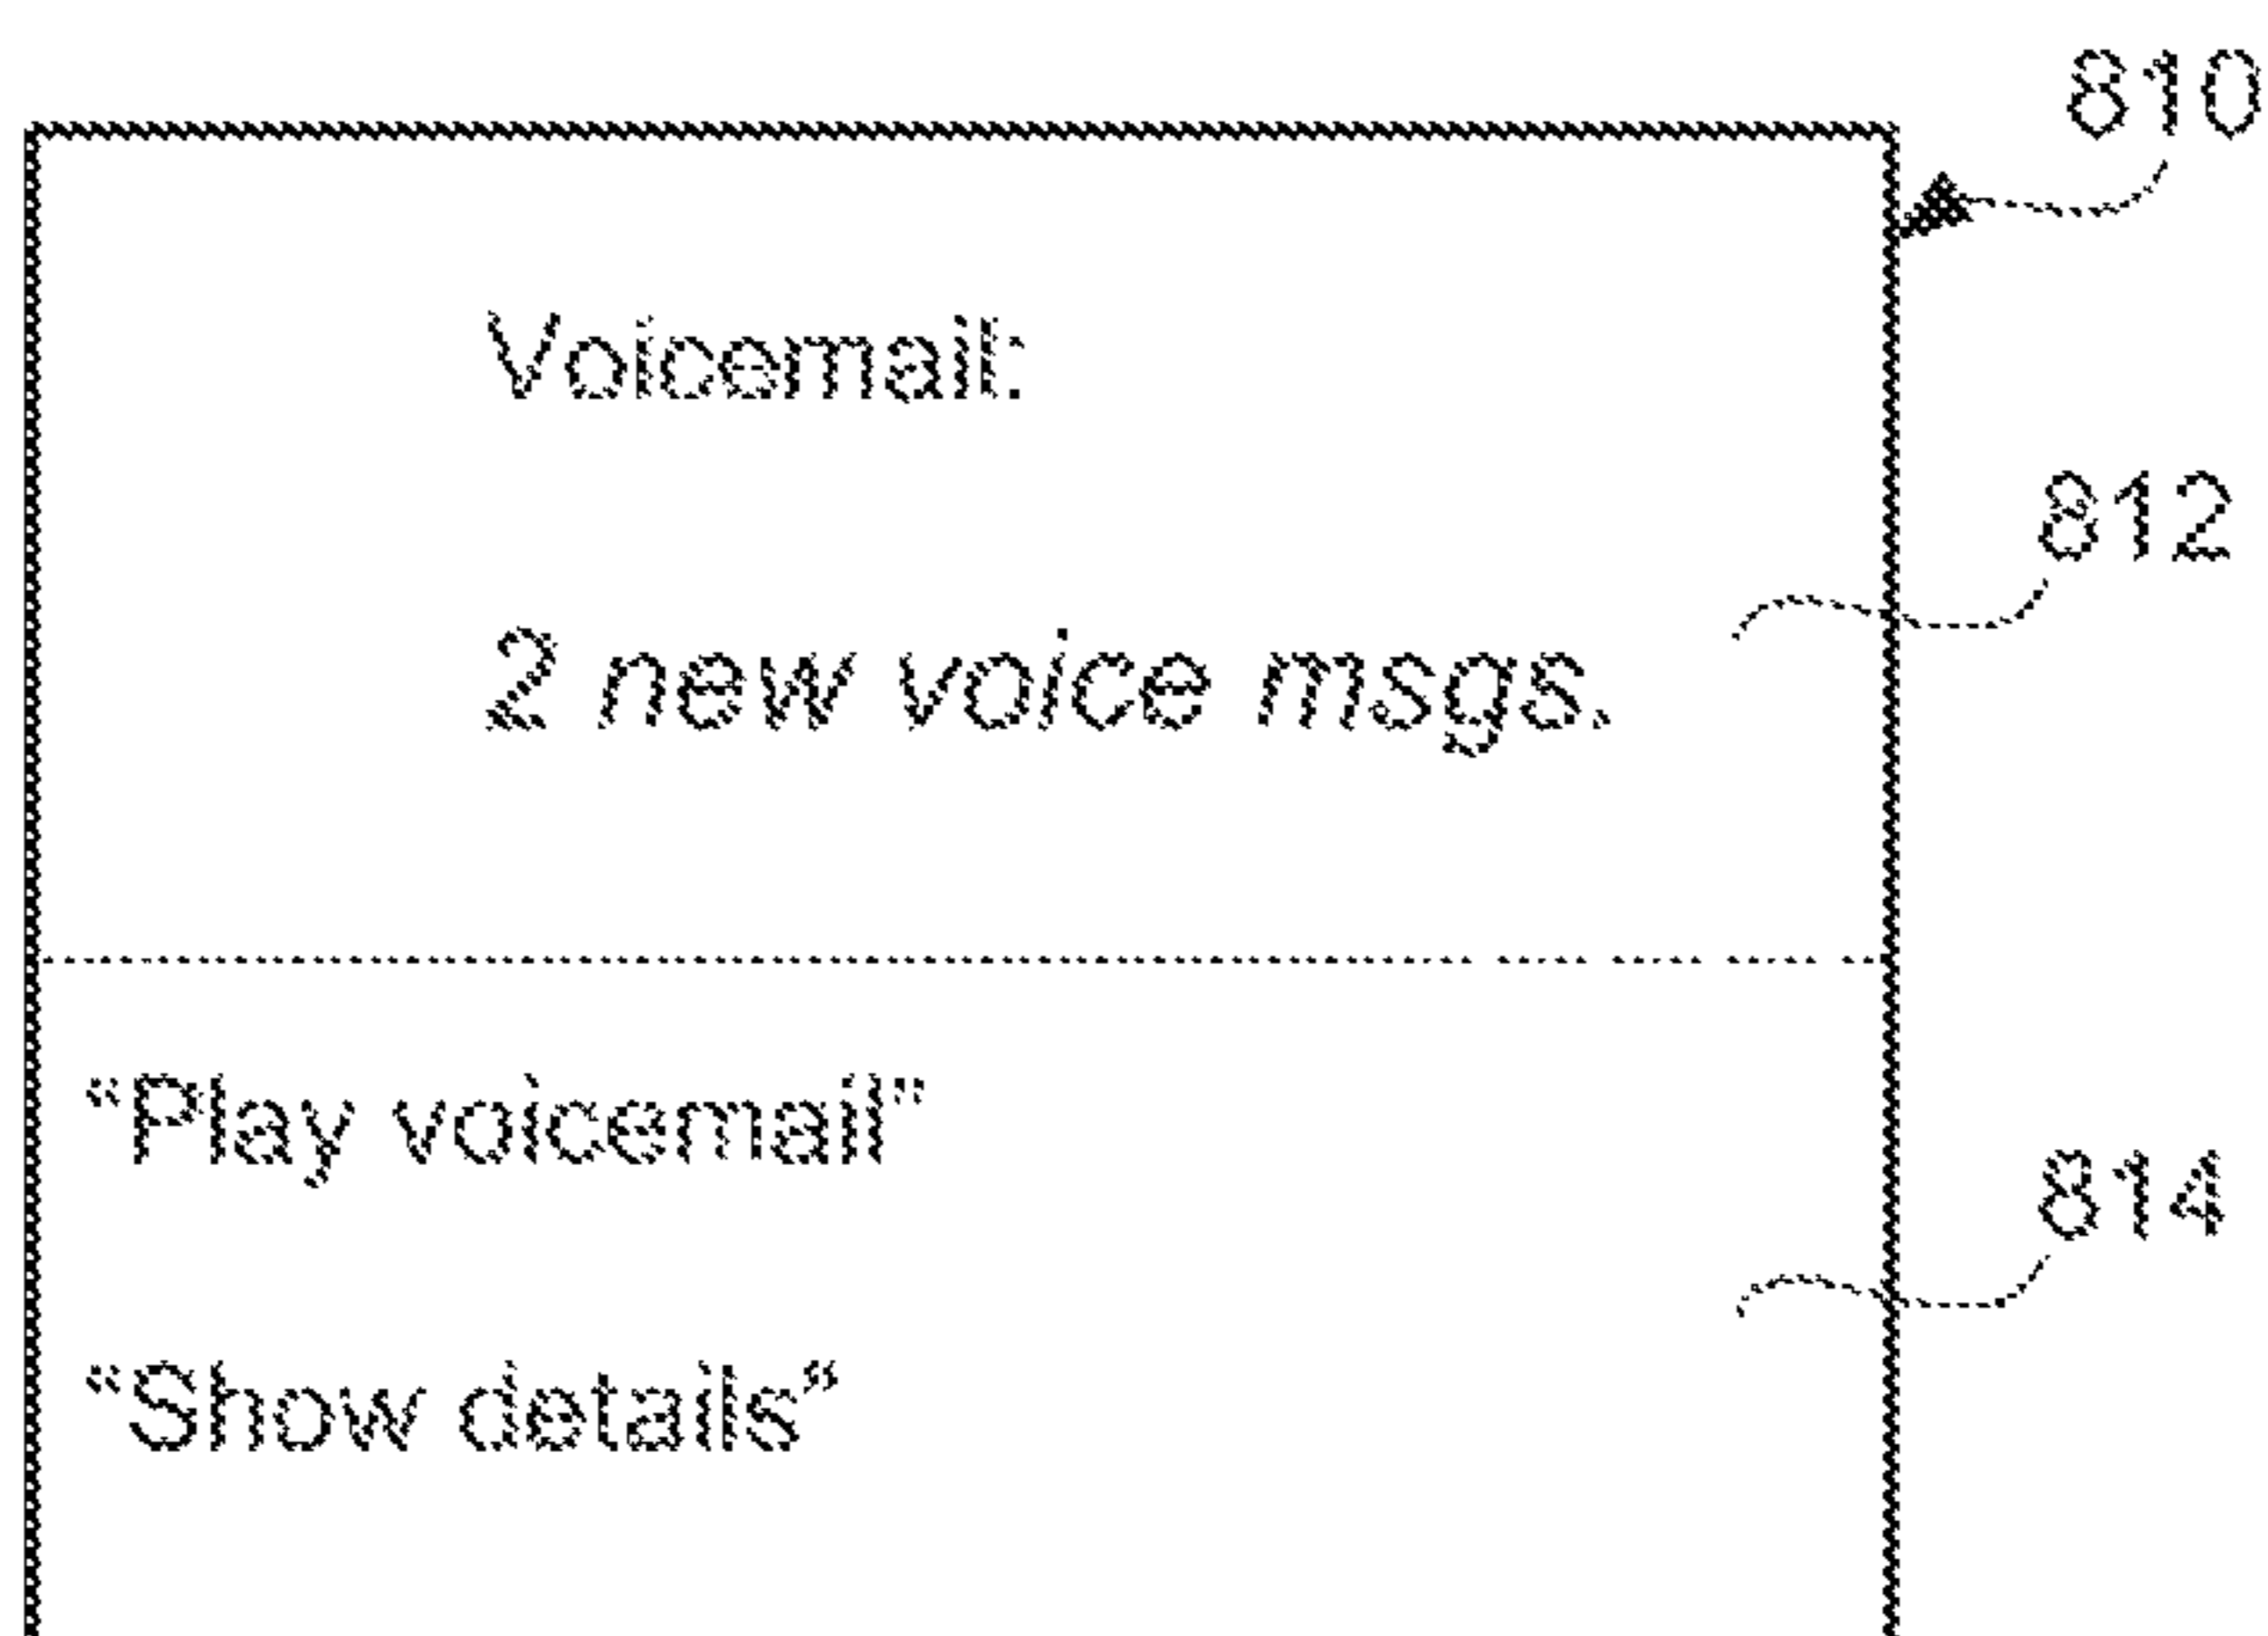 810
Voicemail:
812
2 new voice msgs.
“Play voicemail”
814
“Show details“